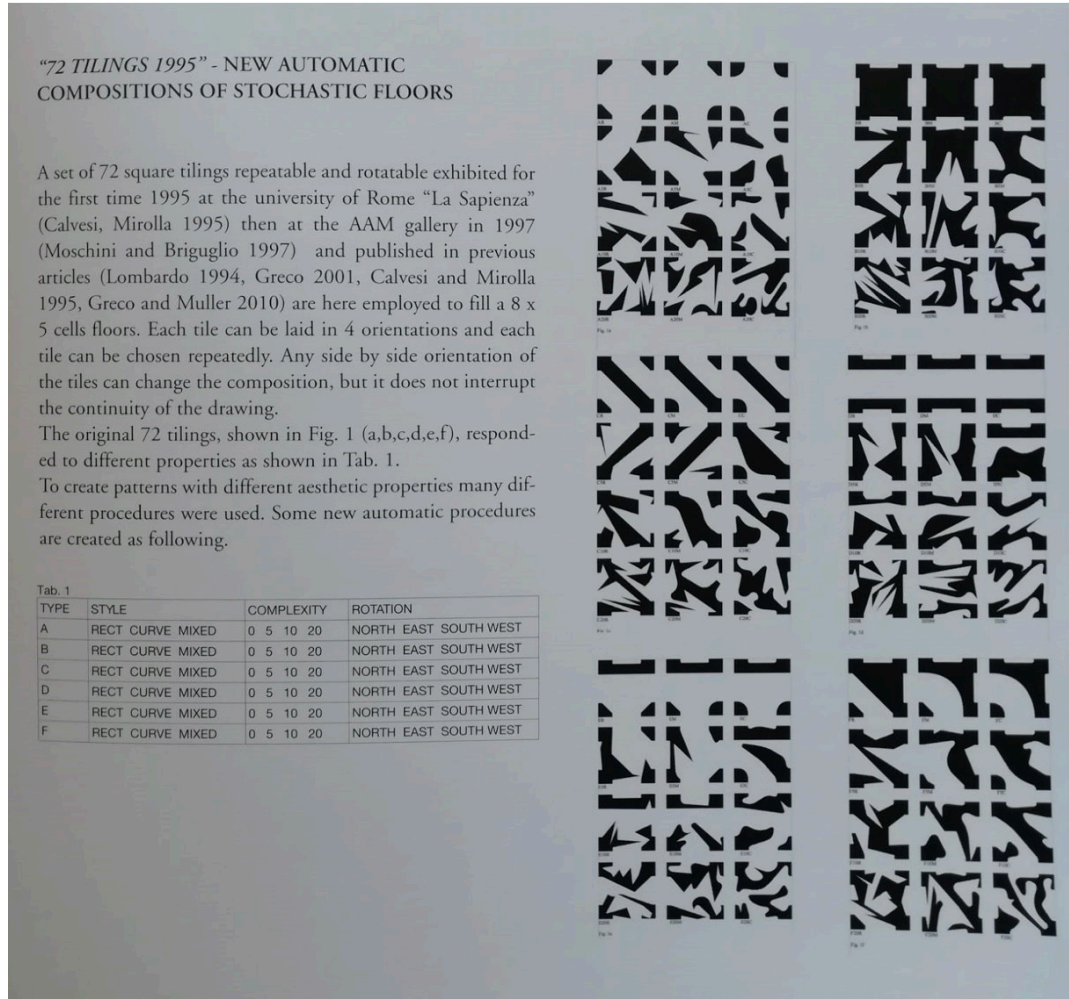 "72 TILINGS 1995" - NEW AUTOMATIC
COMPOSITIONS OF STOCHASTIC FLOORS
A set of 72 square tilings repeatable and rotatable exhibited for
the first time 1995 at the university of Rome "La Sapienza"
(Calvesi, Mirolla 1995) then at the AAM gallery in 1997
(Moschini and Briguglio 1997) and published in previous
articles (Lombardo 1994, Greco 2001, Calvesi and Mirolla
1995, Greco and Muller 2010) are here employed to fill a 8 x
5 cells floors. Each tile can be laid in 4 orientations and each
tile can be chosen repeatedly. Any side by side orientation of
the tiles can change the composition, but it does not interrupt
the continuity of the drawing.
The original 72 tilings, shown in Fig. 1 (a,b,c,d,e,f), respond-
ed to different properties as shown in Tab. 1.
To create patterns with different aesthetic properties many dif-
ferent procedures were used. Some new automatic procedures
are created as following.
Tab. 1
TYPE STYLE COMPLEXITY ROTATION
A RECT CURVE MIXED 0 5 10 20 NORTH EAST SOUTH WEST
B RECT CURVE MIXED 0 5 10 20 NORTH EAST SOUTH WEST
C RECT CURVE MIXED 0 5 10 20 NORTH EAST SOUTH WEST
D RECT CURVE MIXED 0 5 10 20 NORTH EAST SOUTH WEST
E RECT CURVE MIXED 0 5 10 20 NORTH EAST SOUTH WEST
F RECT CURVE MIXED 0 5 10 20 NORTH EAST SOUTH WEST